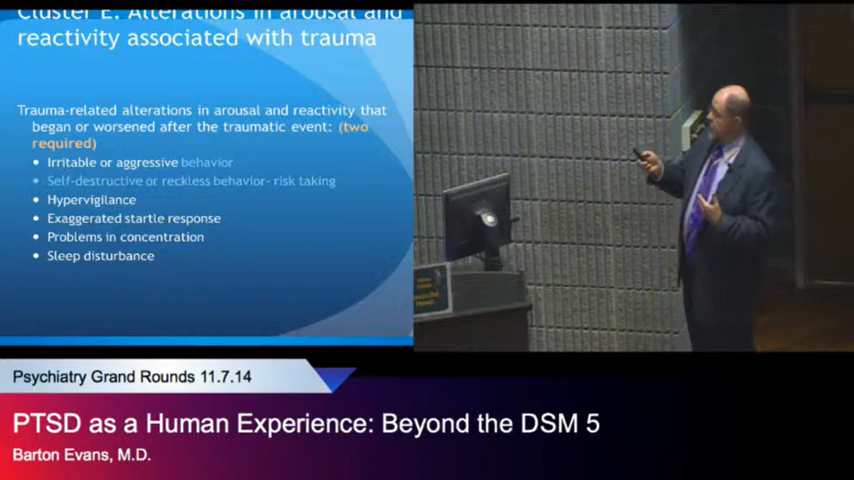 Cluster E. Alterations in arousal and
reactivity associated with trauma
Trauma-related alterations in arousal and reactivity that
began or worsened after the traumatic event: (two
required)
• Irritable or aggressive behavior
• Self-destructive or reckless behavior- risk taking
• Hypervigilance
• Exaggerated startle response
• Problems in concentration
• Sleep disturbance
Psychiatry Grand Rounds 11.7.14
PTSD as a Human Experience: Beyond the DSM 5
Barton Evans, M.D.